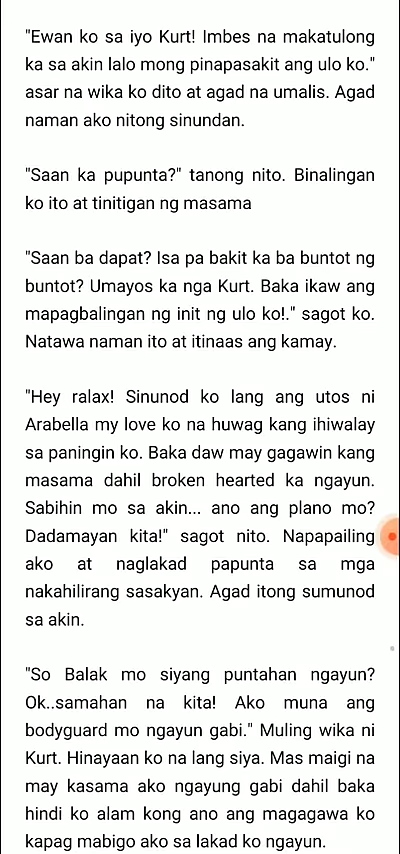 "Ewan ko sa iyo Kurt! Imbes na makatulong
ka sa akin lalo mong pinapasakit ang ulo ko."
asar na wika ko dito at agad na umalis. Agad
naman ako nitong sinundan.
"Saan ka pupunta?" tanong nito. Binalingan
ko ito at tinitigan ng masama
"Saan ba dapat? Isa pa bakit ka ba buntot ng
buntot? Umayos ka nga Kurt. Baka ikaw ang
mapagbalingan ng init ng ulo ko!." sagot ko.
Natawa naman ito at itinaas ang kamay.
"Hey ralax! Sinunod ko lang ang utos ni
Arabella my love ko na huwag kang ihiwalay
sa paningin ko. Baka daw may gagawin kang
masama dahil broken hearted ka ngayun.
Sabihin mo sa akin... ano ang plano mo?
Dadamayan kita!" sagot nito. Napapailing
ako at naglakad papunta sa mga
nakahilirang sasakyan. Agad itong sumunod
sa akin.
"So Balak mo siyang puntahan ngayun?
Ok..samahan na kita! Ako muna ang
bodyguard mo ngayun gabi." Muling wika ni
Kurt. Hinayaan ko na lang siya. Mas maigi na
may kasama ako ngayung gabi dahil baka
hindi ko alam kong ano ang magagawa ko
kapag mabigo ako sa lakad ko ngayun.